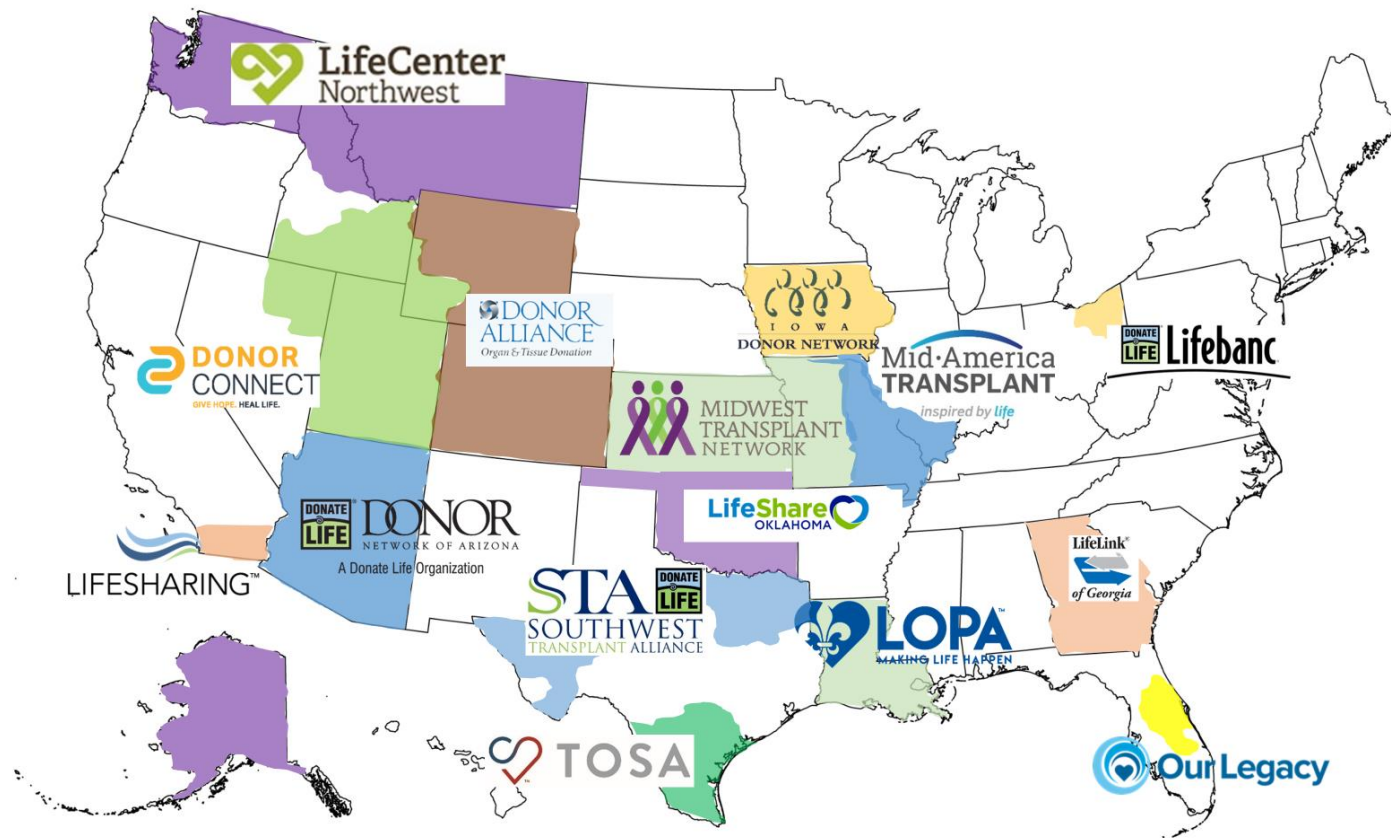 LifeCenter
Northwest
DONOR
ALLIANCE
Organ & Tissue Donation
IOWA
DONOR NETWORK
Mid·America
TRANSPLANT
inspired by life
DONATE
LIFE
Lifebanc
DONOR
CONNECT
GIVE HOPE. HEAL LIFE.
MIDWEST
TRANSPLANT
NETWORK
LifeShare
OKLAHOMA
DONATE
LIFE
DONOR
NETWORK OF ARIZONA
A Donate Life Organization
LIFESHARING™
LifeLink®
of Georgia
STA
DONATE
LIFE
SOUTHWEST
TRANSPLANT ALLIANCE
LOPA™
MAKING LIFE HAPPEN
TOSA
OurLegacy